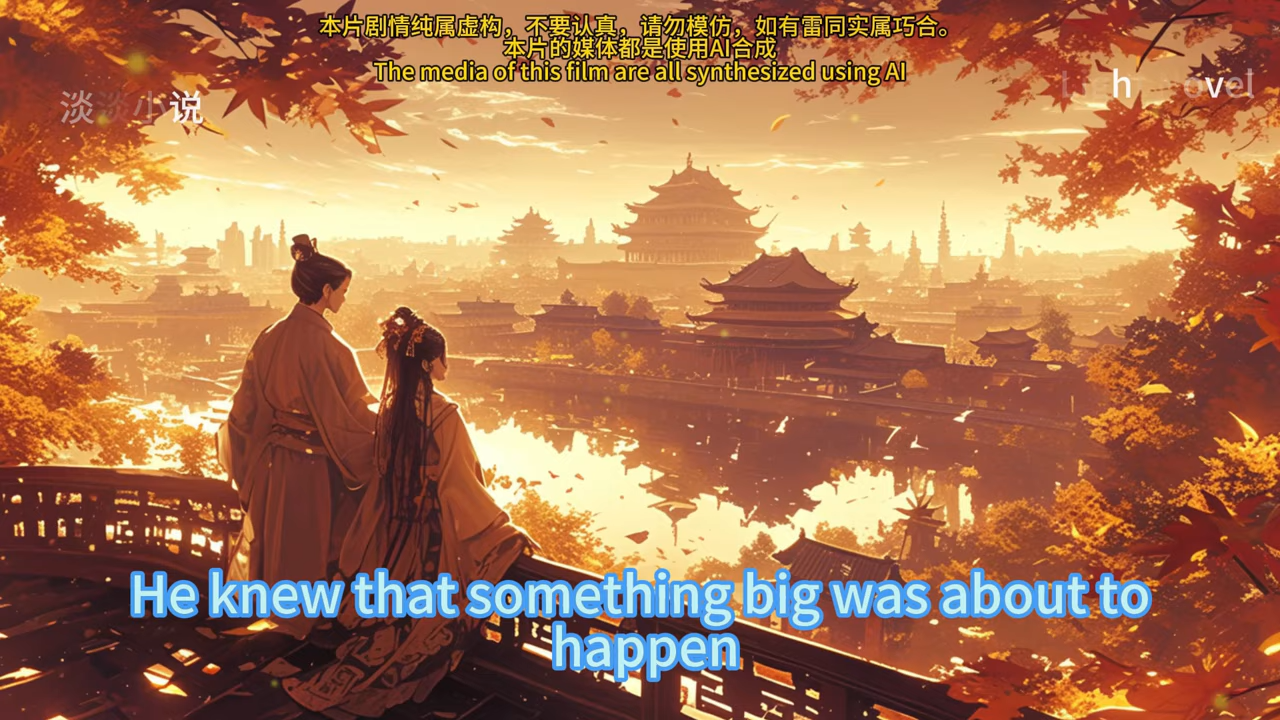 本片剧情纯属虚构，不要认真，请勿模仿，如有雷同实属巧合。
本片的媒体都是使用AI合成
The media of this film are all synthesized using AI
淡淡小说
He knew that something big was about to
happen